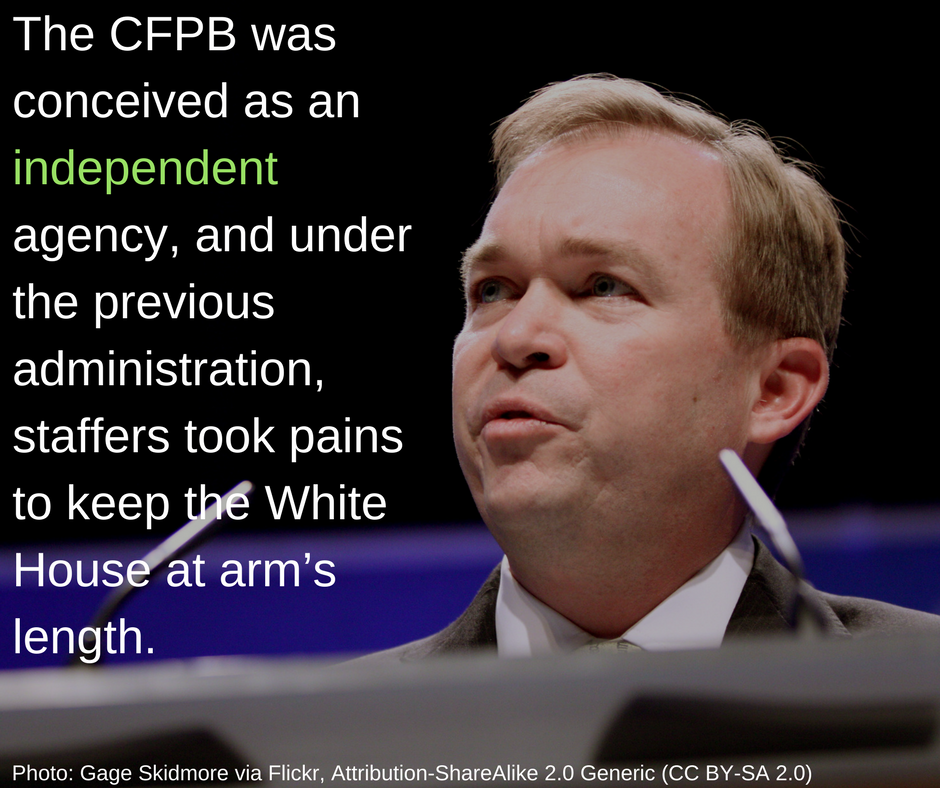 The CFPB was
conceived as an
independent
agency, and under
the previous
administration,
staffers took pains
to keep the White
House at arm’s
length.
Photo: Gage Skidmore via Flickr, Attribution-ShareAlike 2.0 Generic (CC BY-SA 2.0)